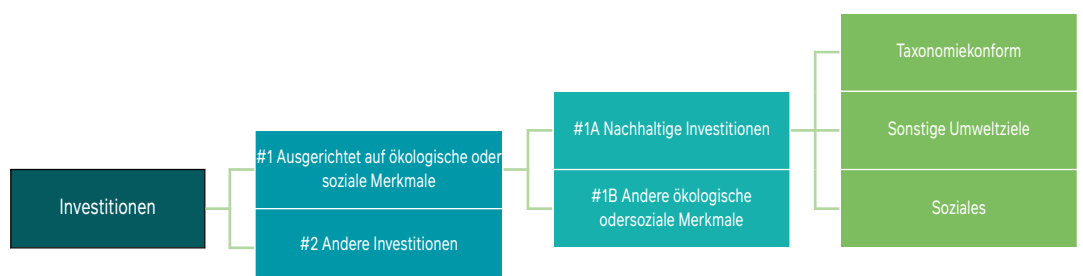 Investitionen
#1 Ausgerichtet auf ökologische oder
soziale Merkmale
#2 Andere Investitionen
#1A Nachhaltige Investitionen
#1B Andere ökologische
odersoziale Merkmale
Taxonomiekonform
Sonstige Umweltziele
Soziales